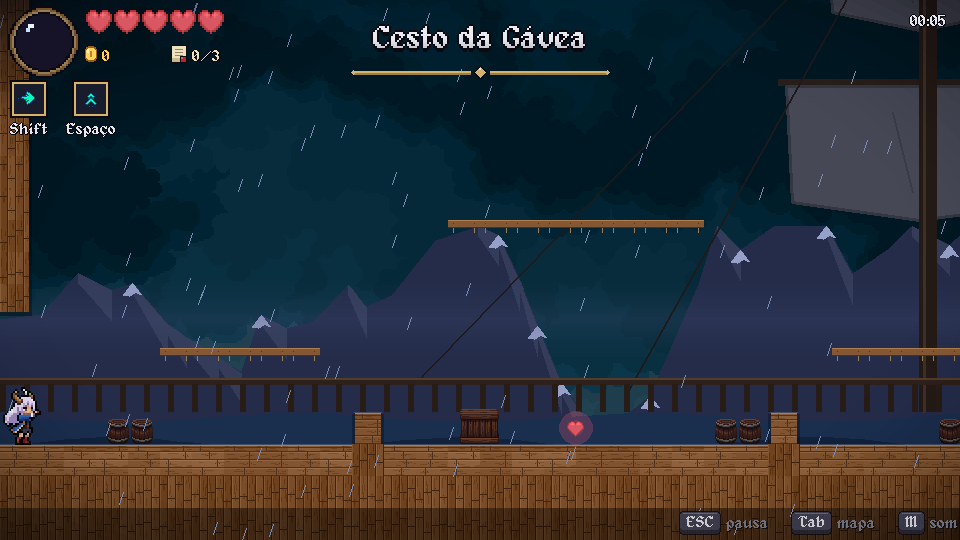 Cesto da Gávea
00:05
0
0/3
Shift
Espaço
ESC pausa
Tab mapa
M som